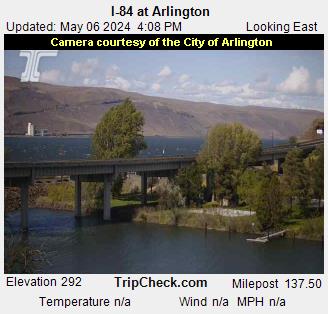 I-84 at Arlington
Updated: May 06 2024 4:08 PM Looking East
Camera courtesy of the City of Arlington
Elevation 292 TripCheck.com Milepost 137.50
Temperature n/a Wind n/a MPH n/a